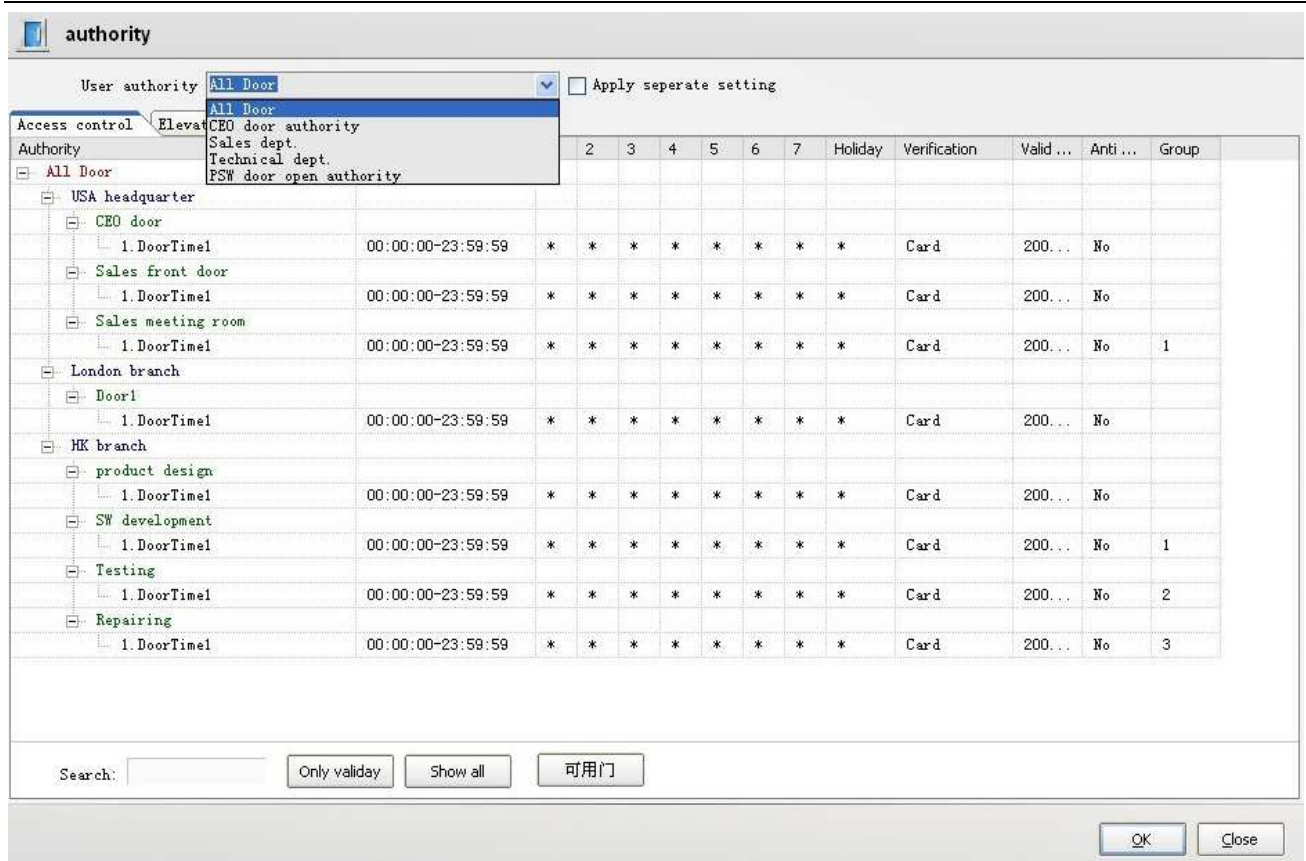 authority
User authority All Door Apply seperate setting
All Door
CEO door authority
Sales dept.
Technical dept.
PSW door open authority
Access control Elevat
Authority 2 3 4 5 6 7 Holiday Verification Valid ... Anti ... Group
All Door
USA headquarter
CEO door
1.DoorTime1 00:00:00-23:59:59 * * * * * * * * Card 200... No
Sales front door
1.DoorTime1 00:00:00-23:59:59 * * * * * * * * Card 200... No
Sales meeting room
1.DoorTime1 00:00:00-23:59:59 * * * * * * * * Card 200... No 1
London branch
Door1
1.DoorTime1 00:00:00-23:59:59 * * * * * * * * Card 200... No
HK branch
product design
1.DoorTime1 00:00:00-23:59:59 * * * * * * * * Card 200... No
SW development
1.DoorTime1 00:00:00-23:59:59 * * * * * * * * Card 200... No 1
Testing
1.DoorTime1 00:00:00-23:59:59 * * * * * * * * Card 200... No 2
Repairing
1.DoorTime1 00:00:00-23:59:59 * * * * * * * * Card 200... No 3
Search: Only validay Show all 可用门
OK Close